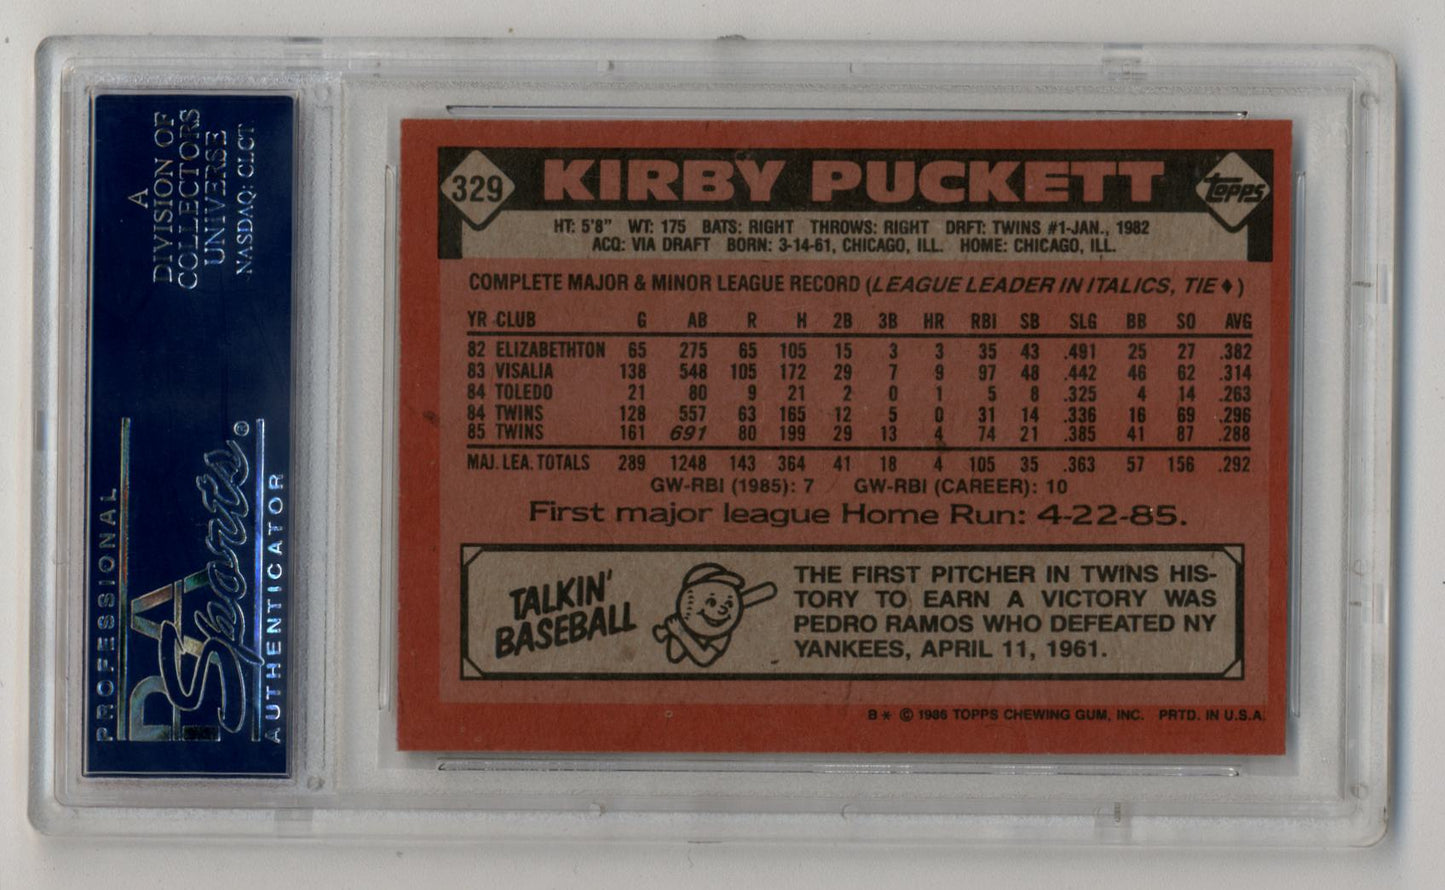 A
DIVISION OF
COLLECTORS
UNIVERSE
NASDAQ: CLCT
PROFESSIONAL
PSA
Sports®
AUTHENTICATOR
329 KIRBY PUCKETT topps
HT: 5'8" WT: 175 BATS: RIGHT THROWS: RIGHT DRFT: TWINS #1-JAN., 1982
ACQ: VIA DRAFT BORN: 3-14-61, CHICAGO, ILL. HOME: CHICAGO, ILL.
COMPLETE MAJOR & MINOR LEAGUE RECORD (LEAGUE LEADER IN ITALICS, TIE ♦)
YR CLUB G AB R H 2B 3B HR RBI SB SLG BB SO AVG
82 ELIZABETHTON 65 275 65 105 15 3 3 35 43 .491 25 27 .382
83 VISALIA 138 548 105 172 29 7 9 97 48 .442 46 62 .314
84 TOLEDO 21 80 9 21 2 0 1 5 8 .325 4 14 .263
84 TWINS 128 557 63 165 12 5 0 31 14 .336 16 69 .296
85 TWINS 161 691 80 199 29 13 4 74 21 .385 41 87 .288
MAJ. LEA. TOTALS 289 1248 143 364 41 18 4 105 35 .363 57 156 .292
GW-RBI (1985): 7 GW-RBI (CAREER): 10
First major league Home Run: 4-22-85.
TALKIN'
BASEBALL
THE FIRST PITCHER IN TWINS HIS-
TORY TO EARN A VICTORY WAS
PEDRO RAMOS WHO DEFEATED NY
YANKEES, APRIL 11, 1961.
B * © 1986 TOPPS CHEWING GUM, INC. PRTD. IN U.S.A.